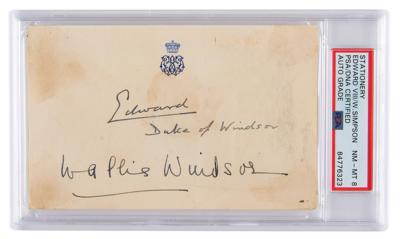 Edward
Duke of Windsor
Wallis Windsor
STATIONERY
EDWARD VIII/W. SIMPSON
PSA/DNA CERTIFIED
AUTO GRADE
NM - MT 8
84776323
PSA